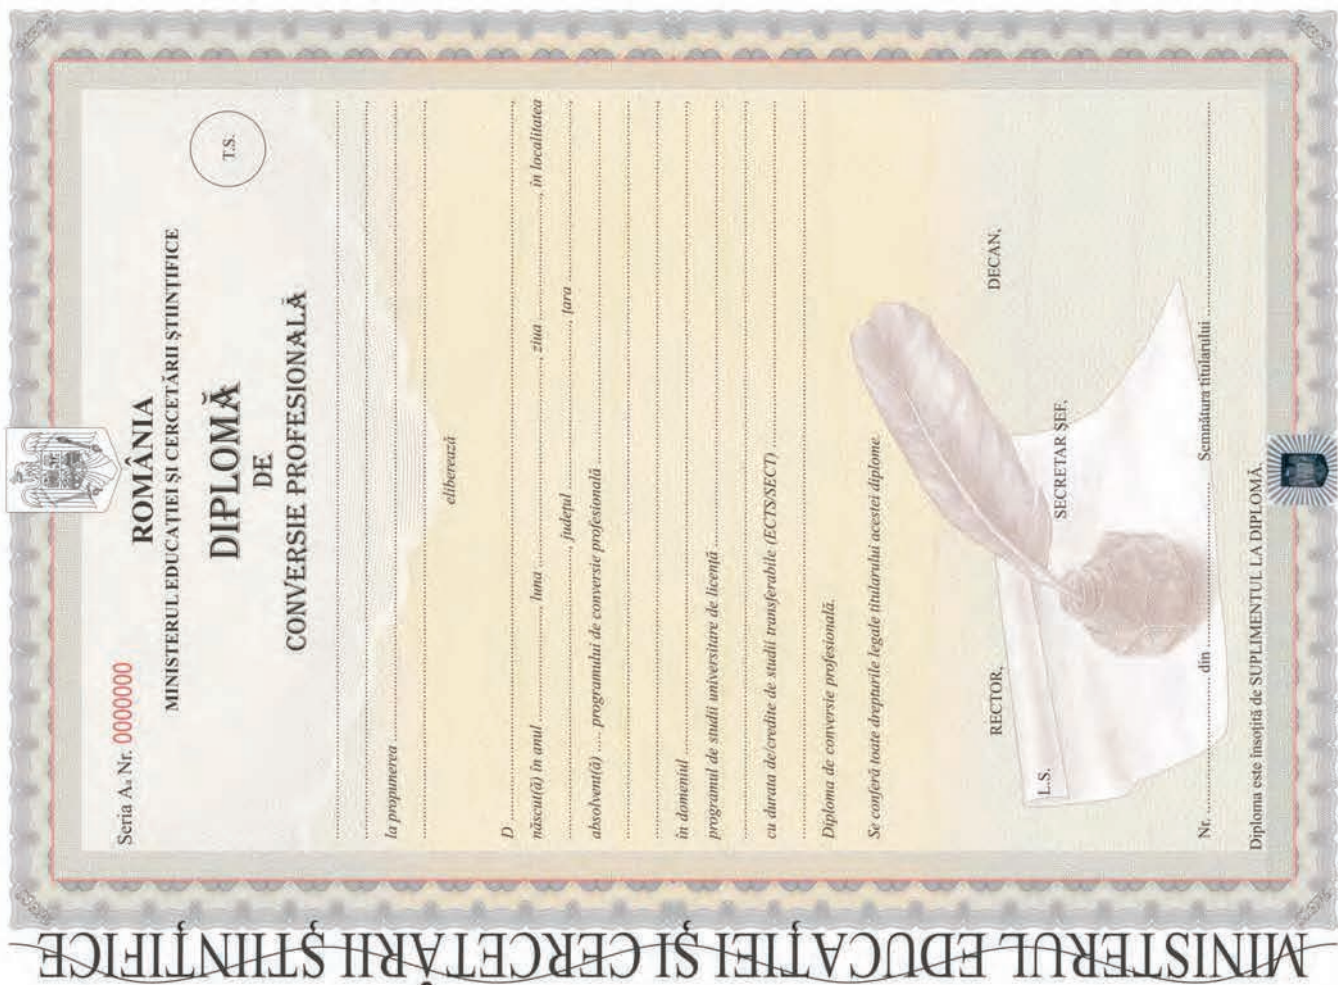 Seria Aa Nr. 0000000
ROMÂNIA
MINISTERUL EDUCAȚIEI ȘI CERCETĂRII ȘTIINȚIFICE
T.S.
DIPLOMĂ
DE
CONVERSIE PROFESIONALĂ
la propunerea
eliberează
D
născut(ă) în anul ..., luna ..., ziua ..., în localitatea
..., județul ..., țara
absolvent(ă) .... programului de conversie profesională
în domeniul
programul de studii universitare de licență
cu durata de/credite de studii transferabile (ECTS/SECT)
Diploma de conversie profesională.
Se conferă toate drepturile legale titularului acestei diplome.
RECTOR, DECAN,
L.S. SECRETAR ȘEF,
Nr. ... din ... Semnătura titularului
Diploma este însoțită de SUPLIMENTUL LA DIPLOMĂ.
MINISTERUL EDUCAȚIEI ȘI CERCETĂRII ȘTIINȚIFICE